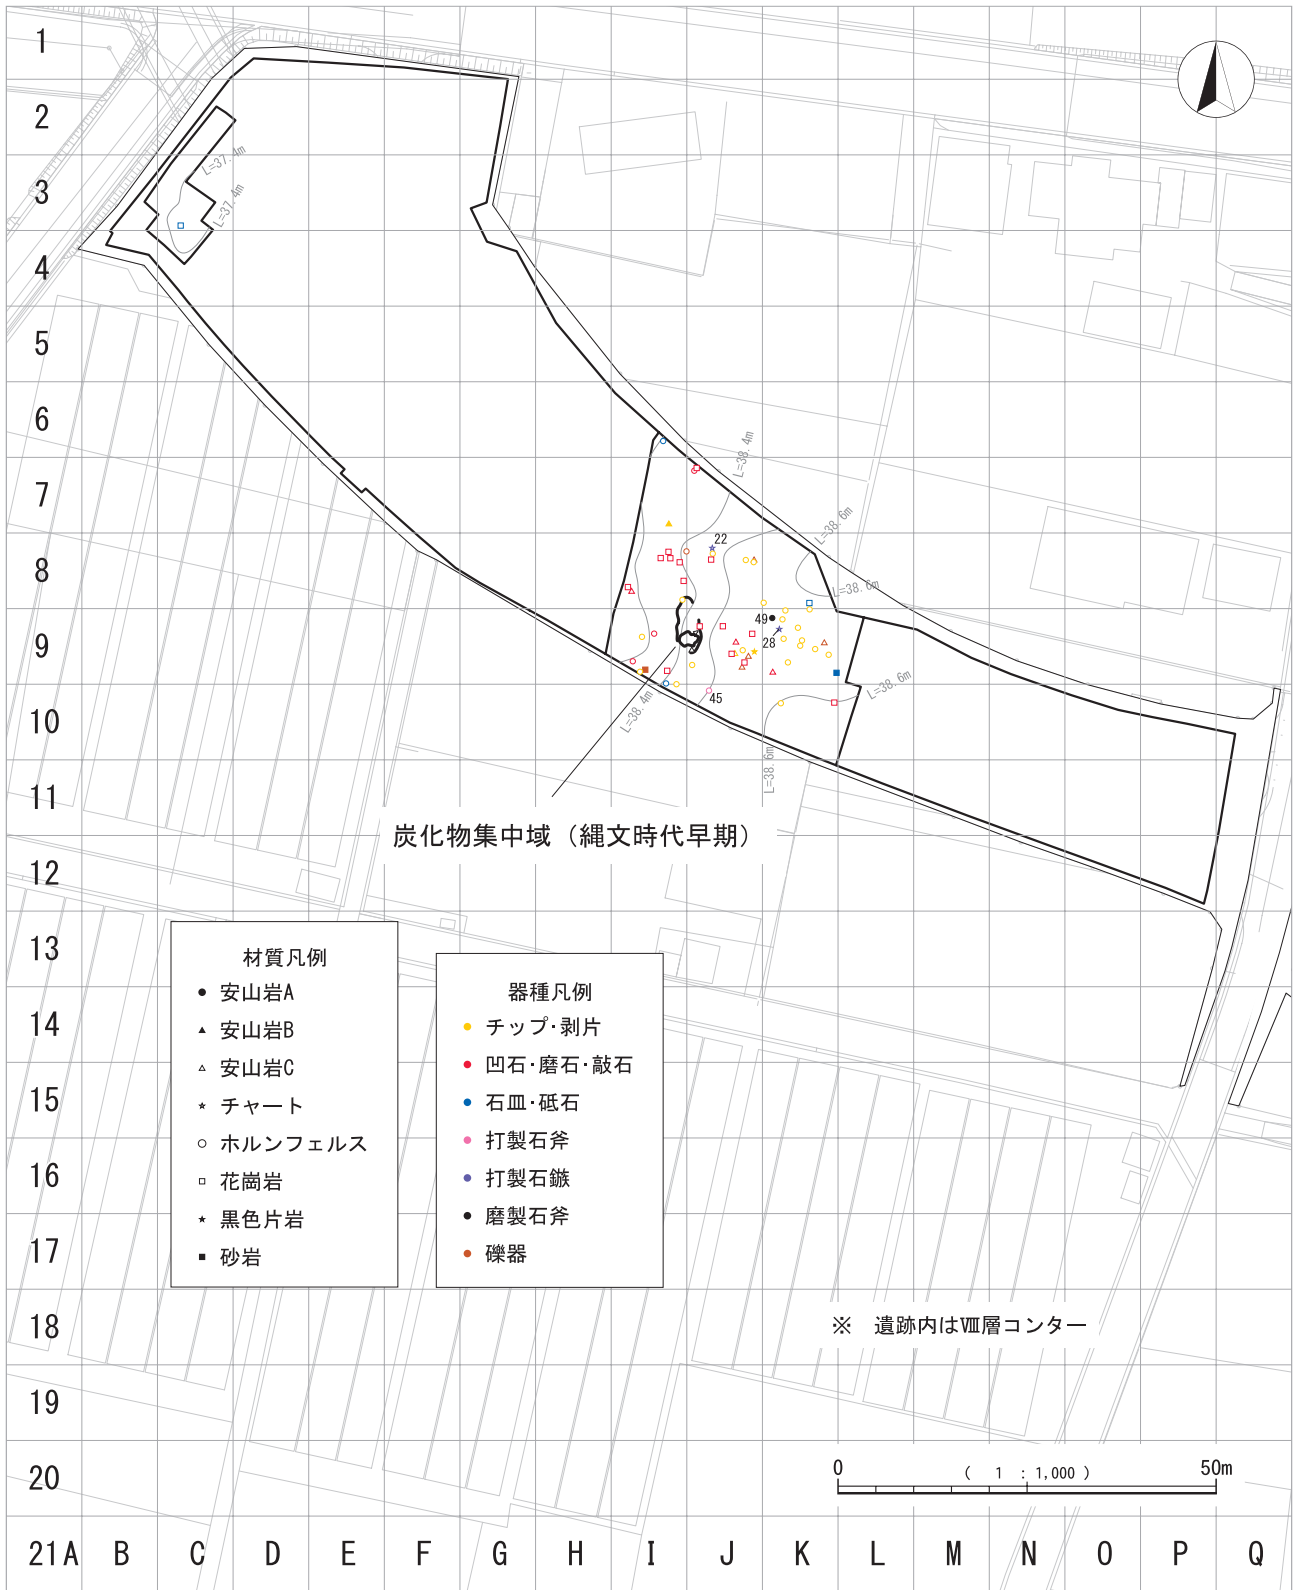 1
2
3
4
5
6
7
8
9
10
11
12
13
14
15
16
17
18
19
20
21 A B C D E F G H I J K L M N O P Q
L=37.4m
L=37.4m
L=38.4m
L=38.6m
L=38.6m
L=38.6m
L=38.4m
L=38.6m
22
49
28
45
炭化物集中域（縄文時代早期）
材質凡例
安山岩A
安山岩B
安山岩C
チャート
ホルンフェルス
花崗岩
黒色片岩
砂岩
器種凡例
チップ・剥片
凹石・磨石・敲石
石皿・砥石
打製石斧
打製石鏃
磨製石斧
礫器
※ 遺跡内はⅧ層コンター
0 ( 1 : 1,000 ) 50m